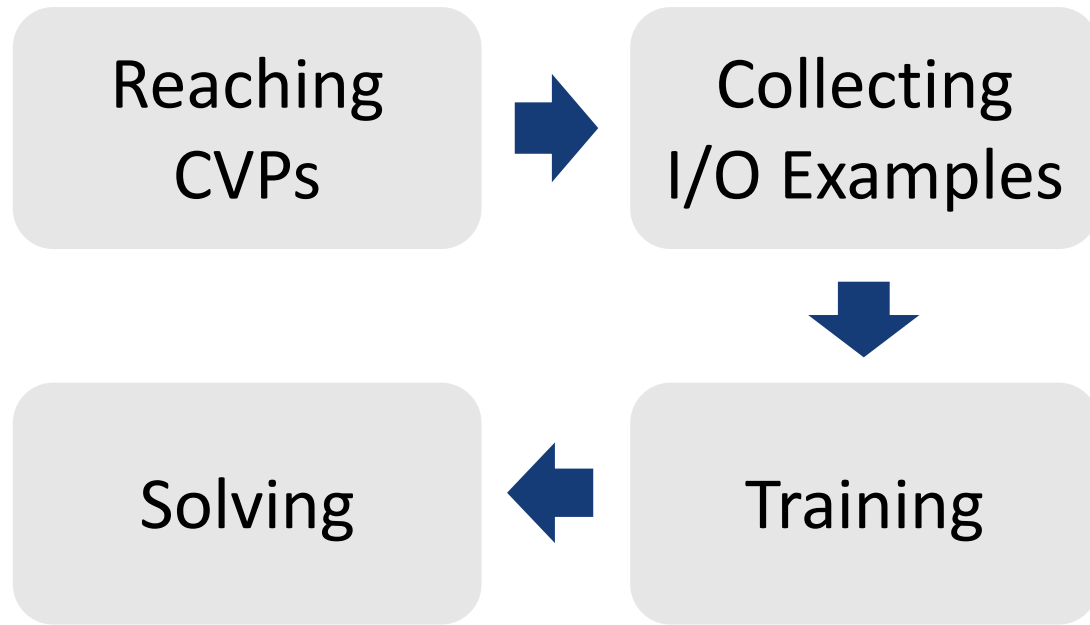 Reaching
CVPs
Collecting
I/O Examples
Training
Solving